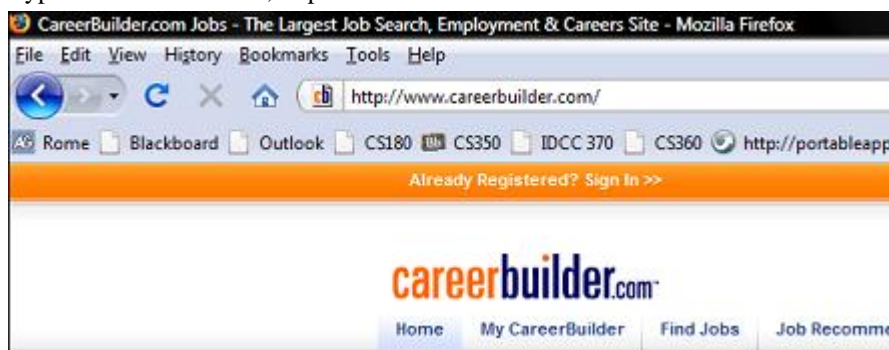 CareerBuilder.com Jobs - The Largest Job Search, Employment & Careers Site - Mozilla Firefox
File Edit View History Bookmarks Tools Help
cb http://www.careerbuilder.com/
Rome Blackboard Outlook CS180 CS350 IDCC 370 CS360 http://portableapp
Already Registered? Sign In >>
careerbuilder.com
Home My CareerBuilder Find Jobs Job Recomme